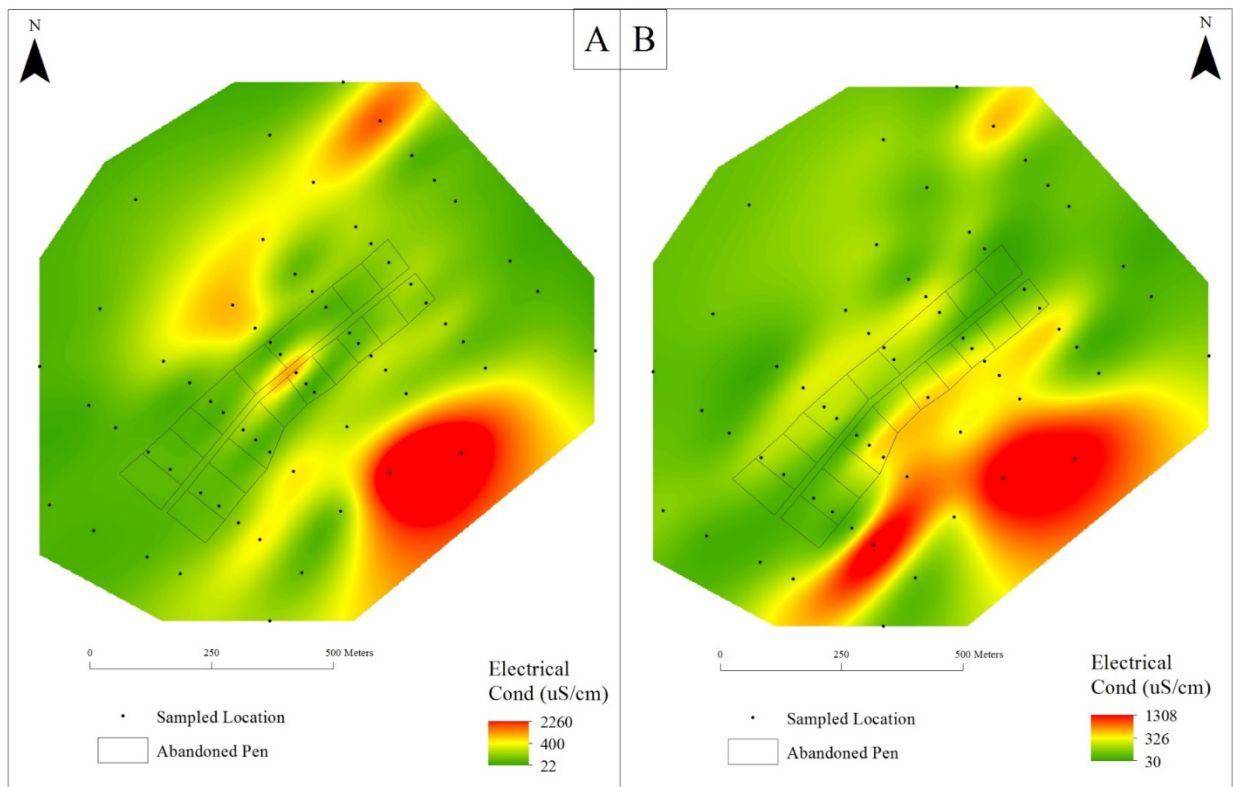 N
A
B
N
0
250
500 Meters
Electrical
Cond (uS/cm)
2260
400
22
Sampled Location
Abandoned Pen
0
250
500 Meters
Electrical
Cond (uS/cm)
1308
326
30
Sampled Location
Abandoned Pen